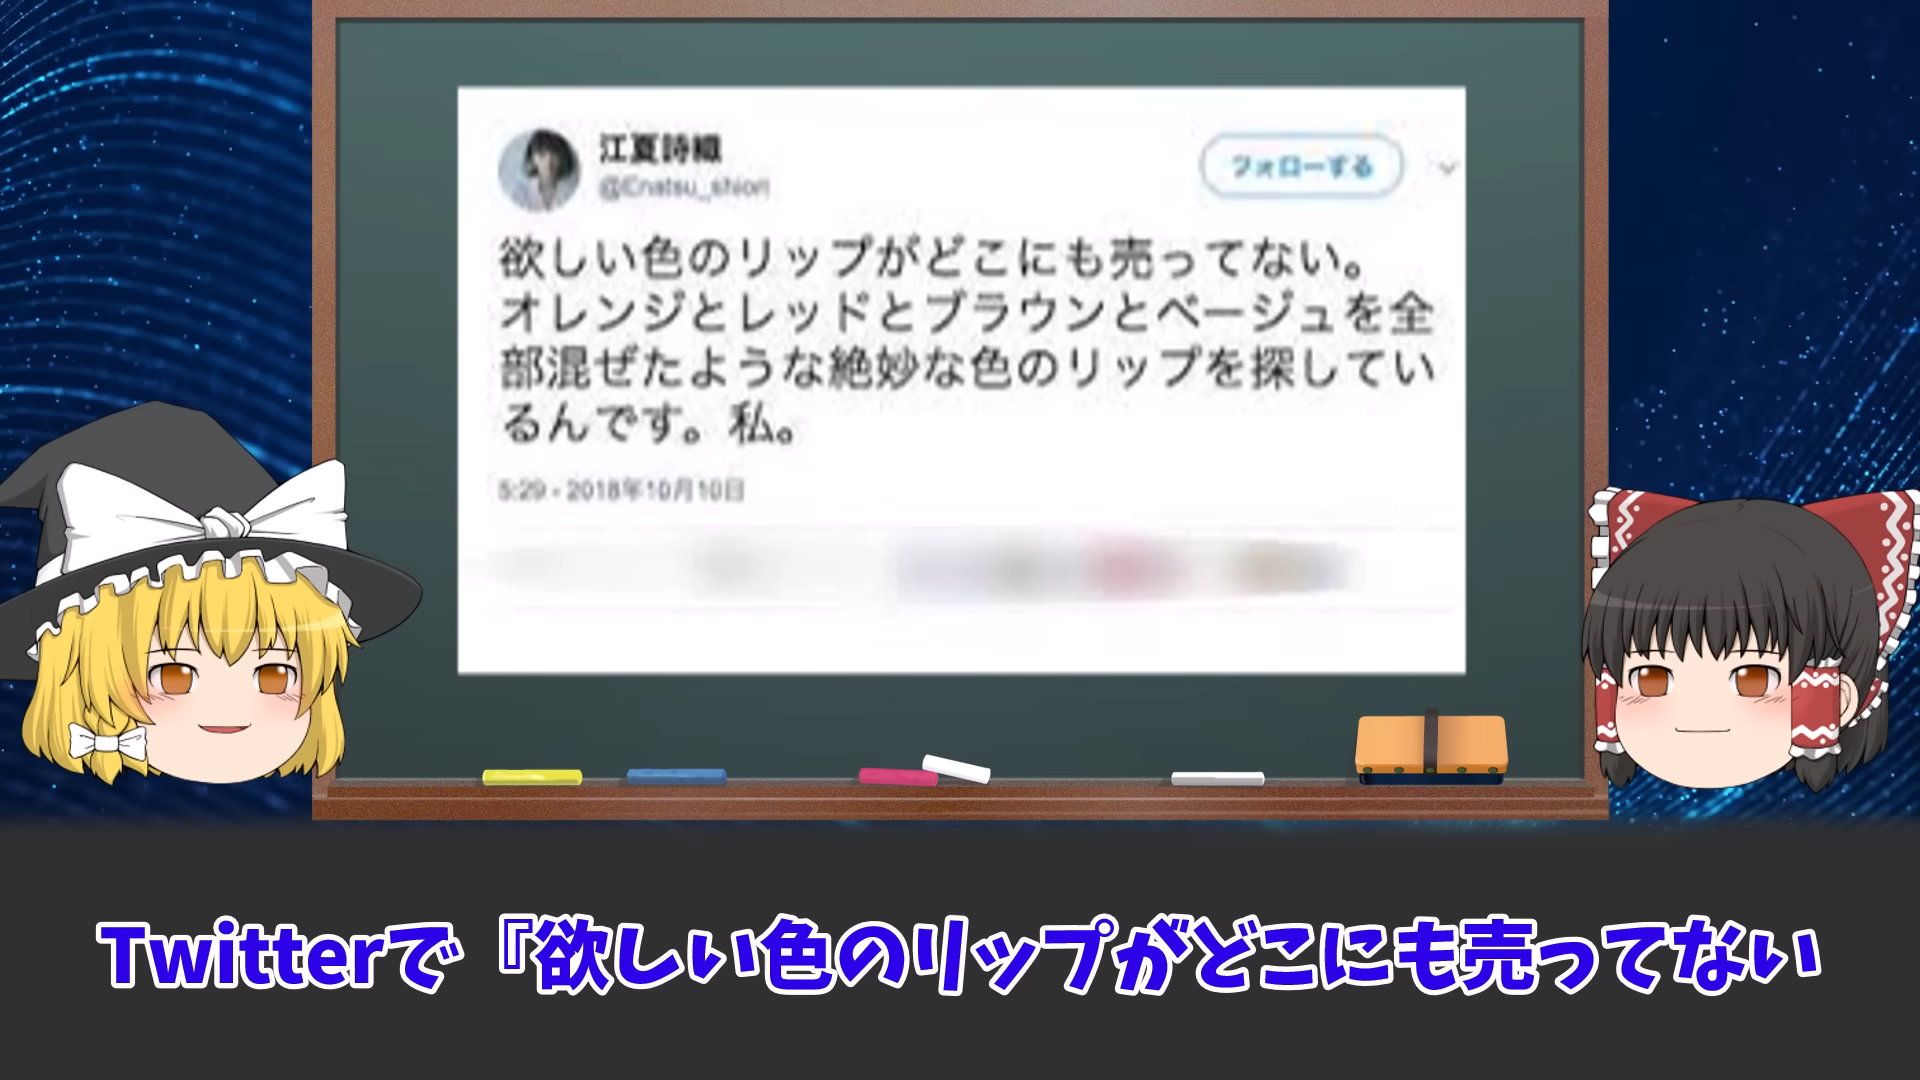 江夏詩織
@Enatsu_shiori
フォローする
欲しい色のリップがどこにも売ってない。
オレンジとレッドとブラウンとベージュを全
部混ぜたような絶妙な色のリップを探してい
るんです。私。
5:29 - 2018年10月10日
Twitterで『欲しい色のリップがどこにも売ってない